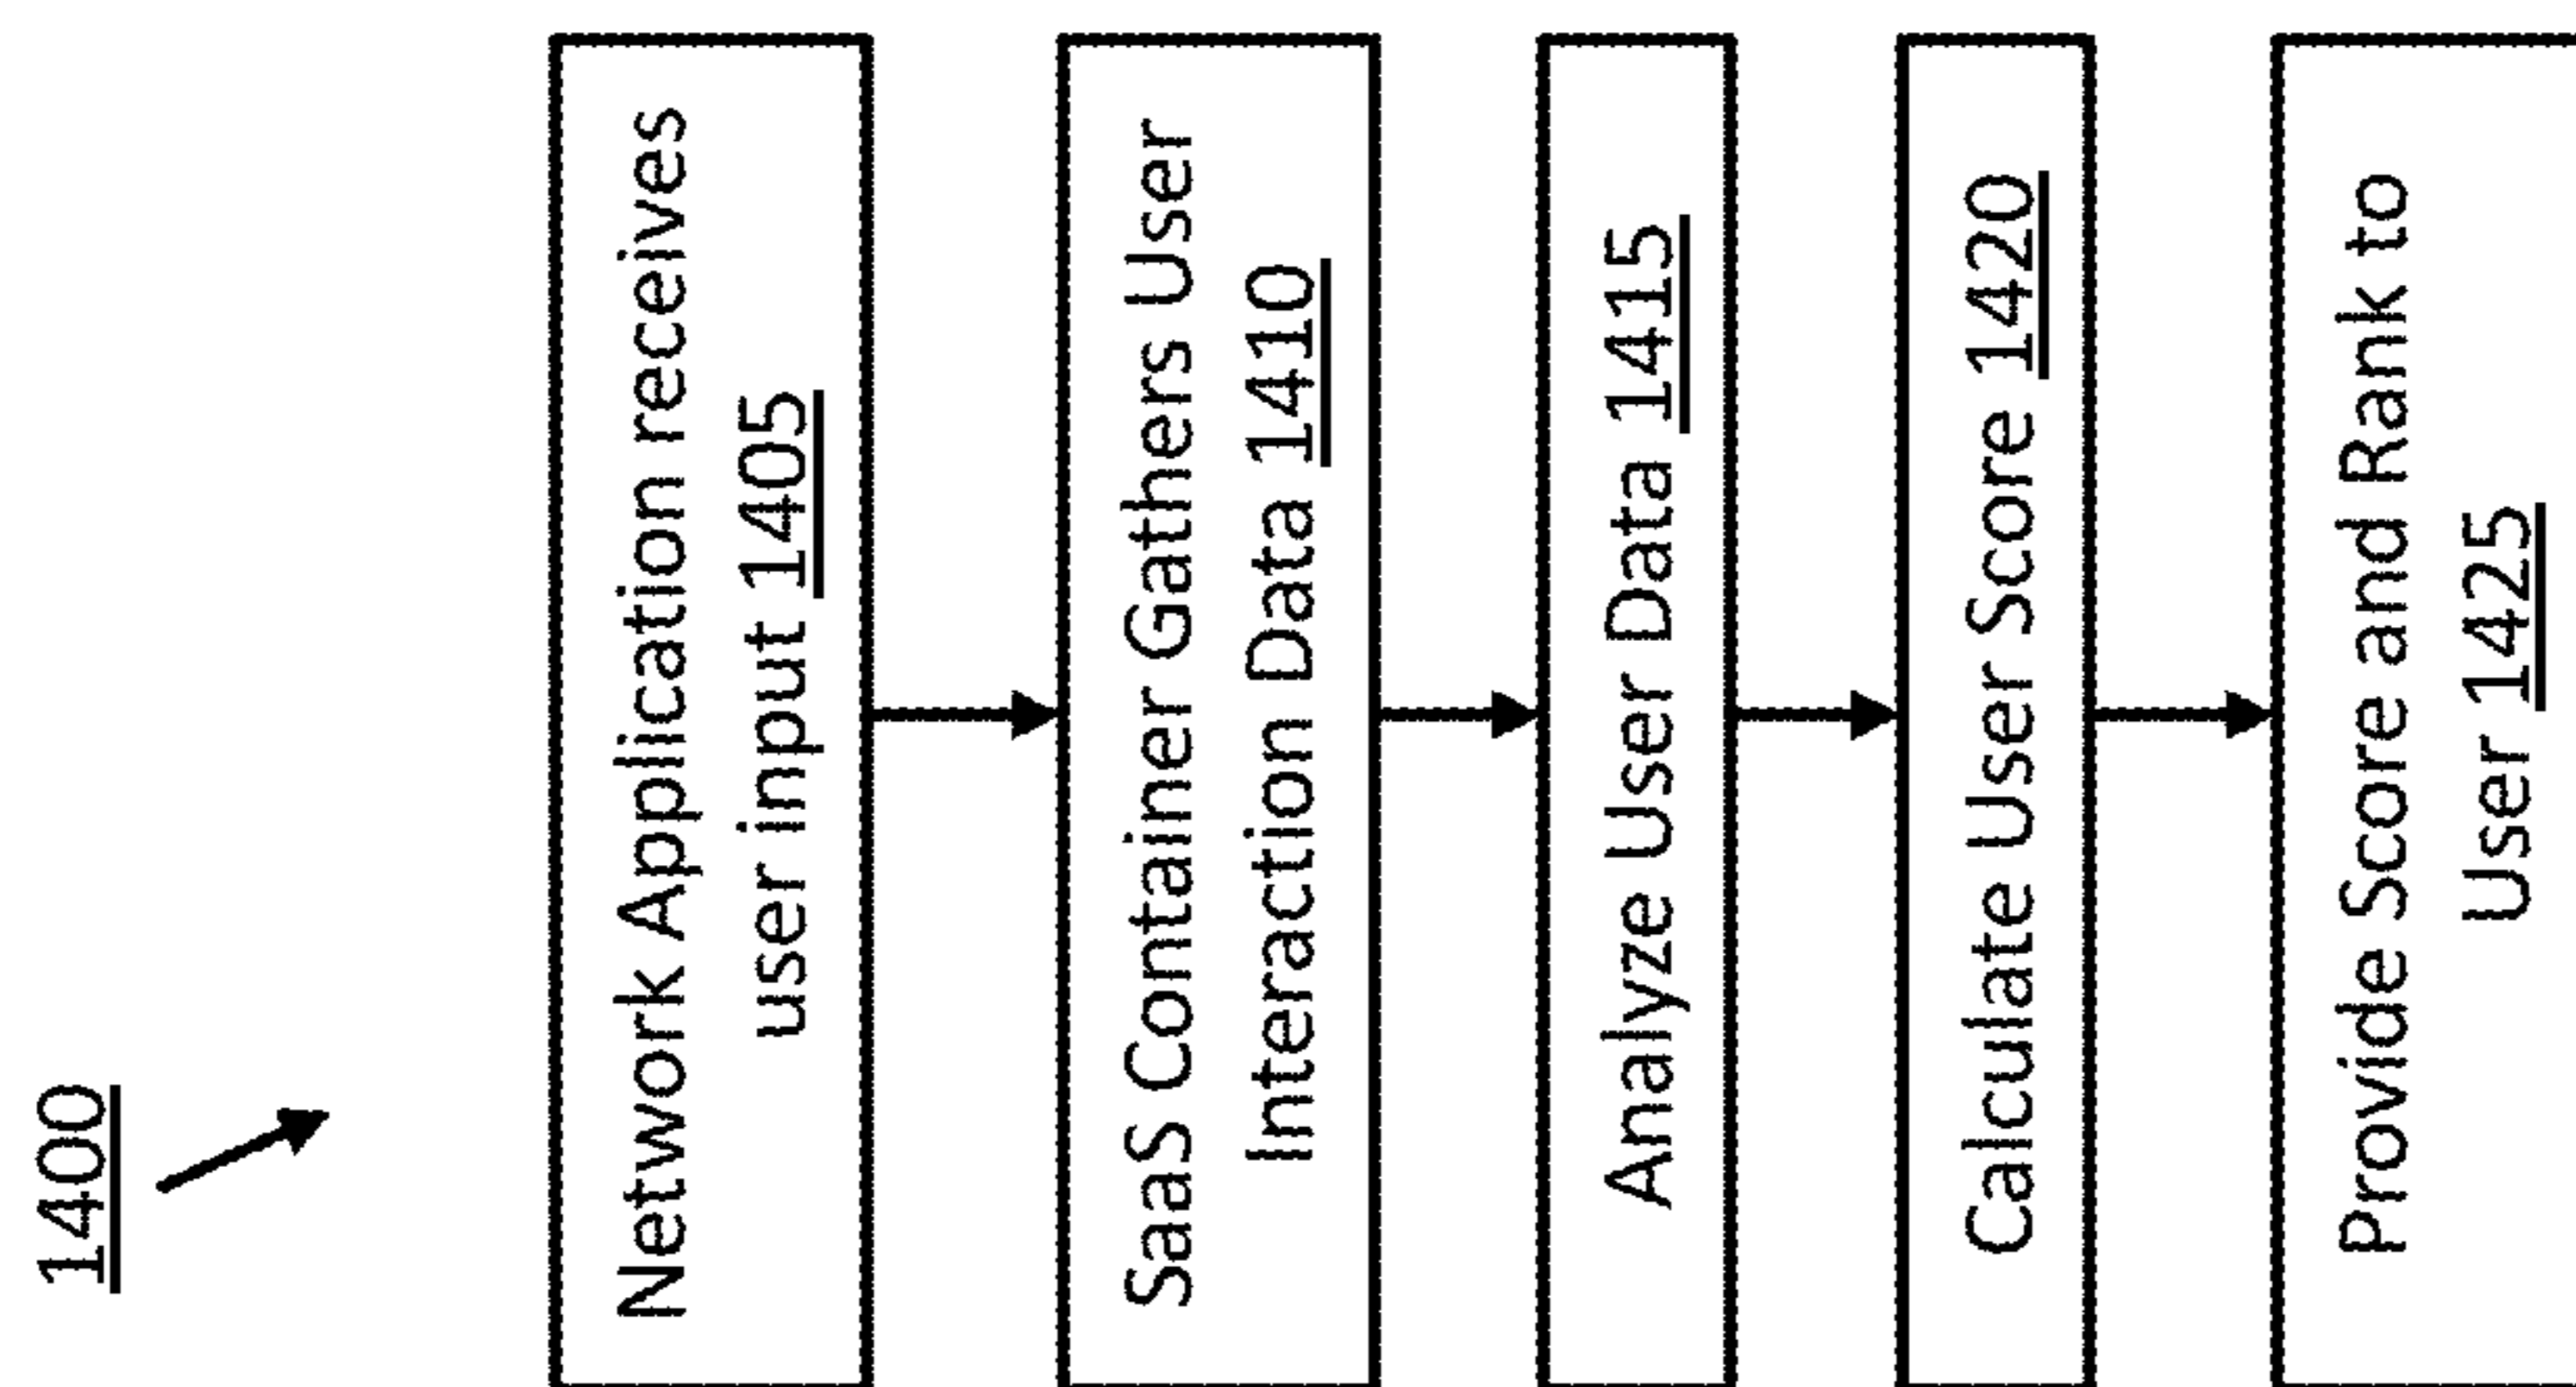 1400
Network Application receives
user input 1405
SaaS Container Gathers User
Interaction Data 1410
Analyze User Data 1415
Calculate User Score 1420
Provide Score and Rank to
User 1425